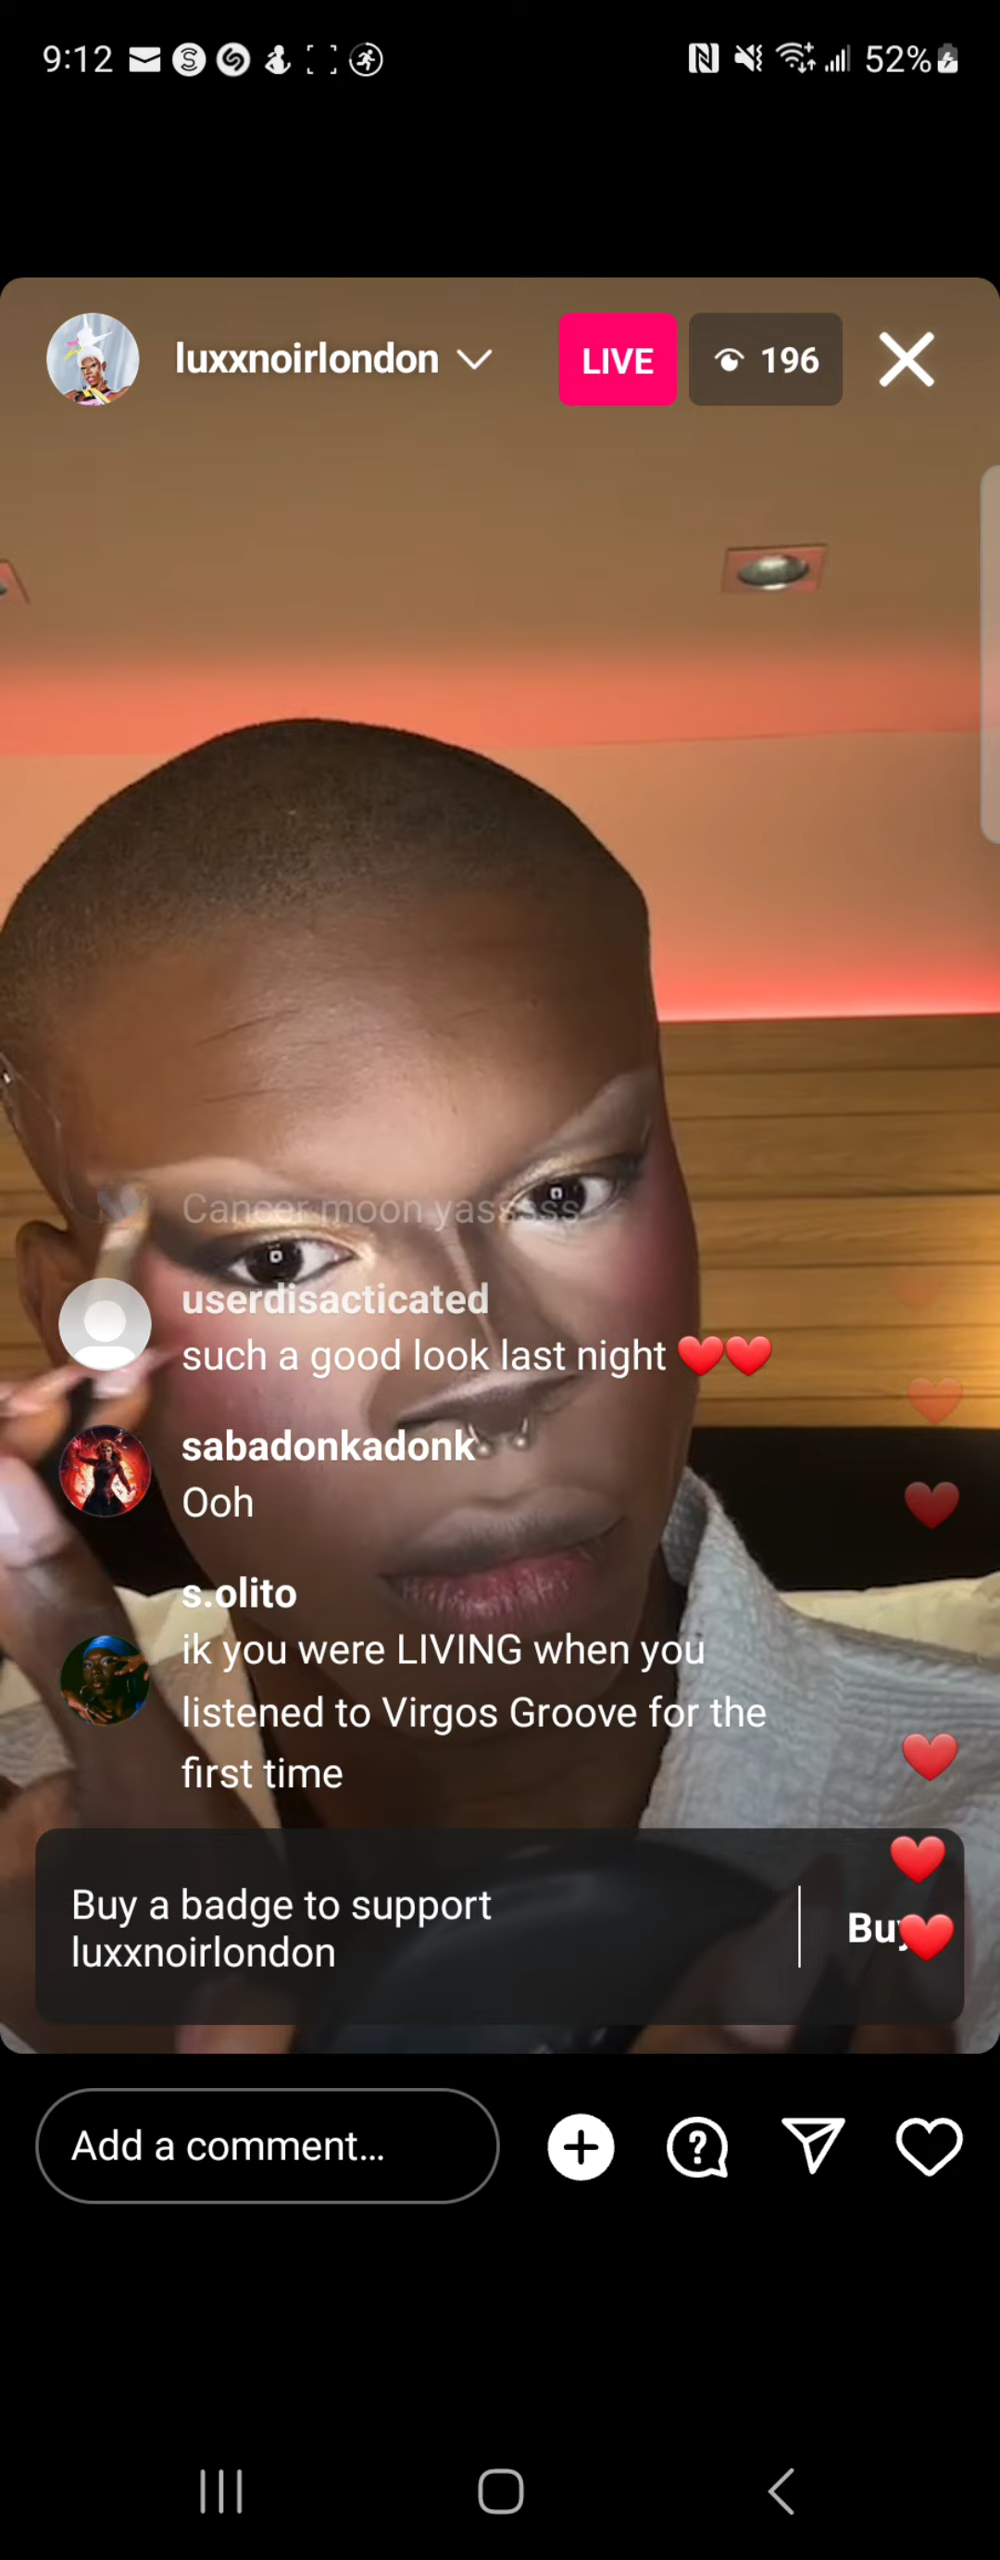 9:12
52%
luxxnoirlondon
LIVE
196
Cancer moon yasssss
userdisacticated
such a good look last night ❤️❤️
sabadonkadonk
Ooh
s.olito
ik you were LIVING when you
listened to Virgos Groove for the
first time
Buy a badge to support
luxxnoirlondon
Buy
Add a comment...